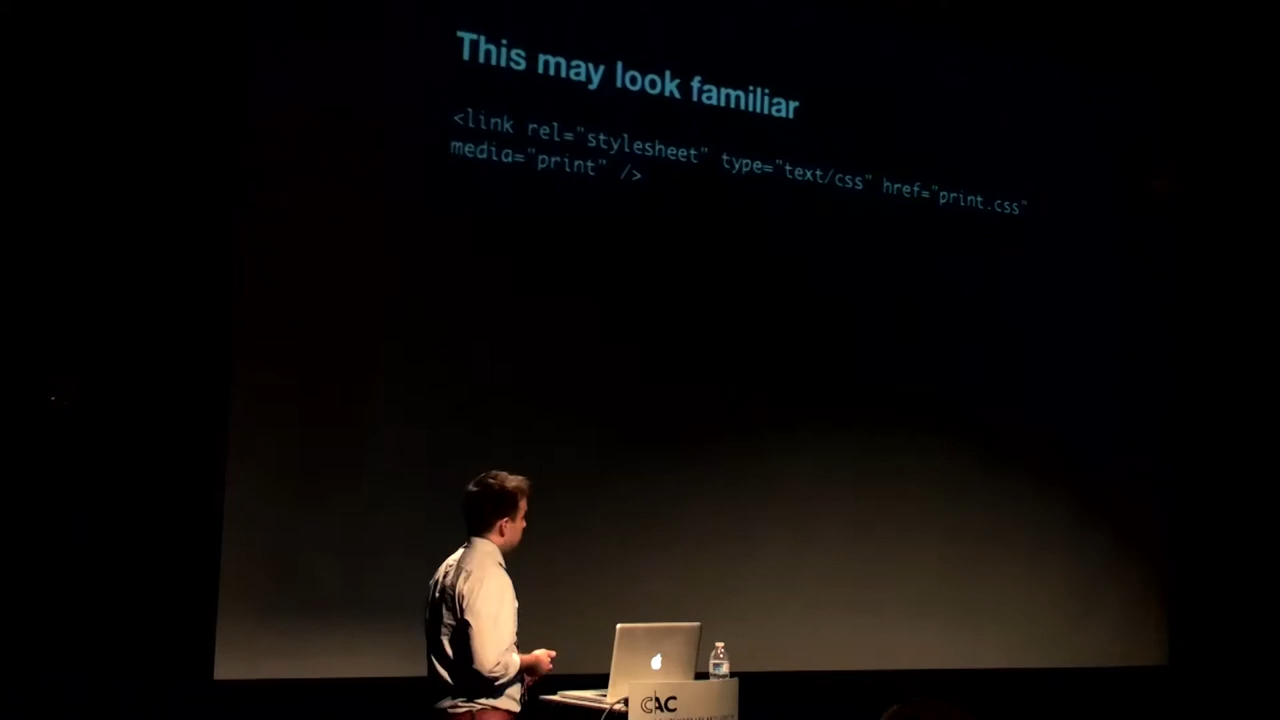 This may look familiar
<link rel="stylesheet" type="text/css" href="print.css"
media="print" />
CAC